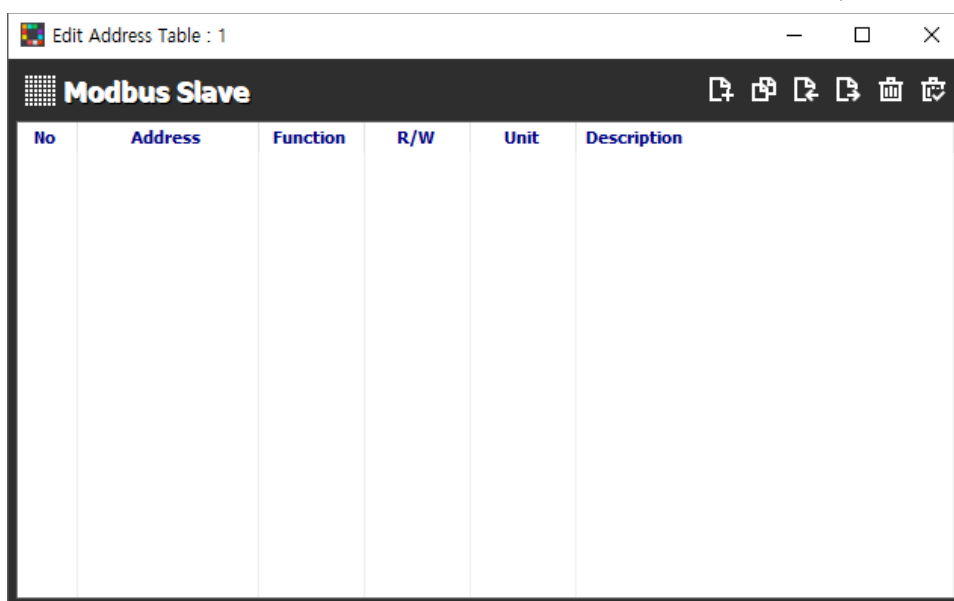 Edit Address Table : 1
Modbus Slave
No Address Function R/W Unit Description